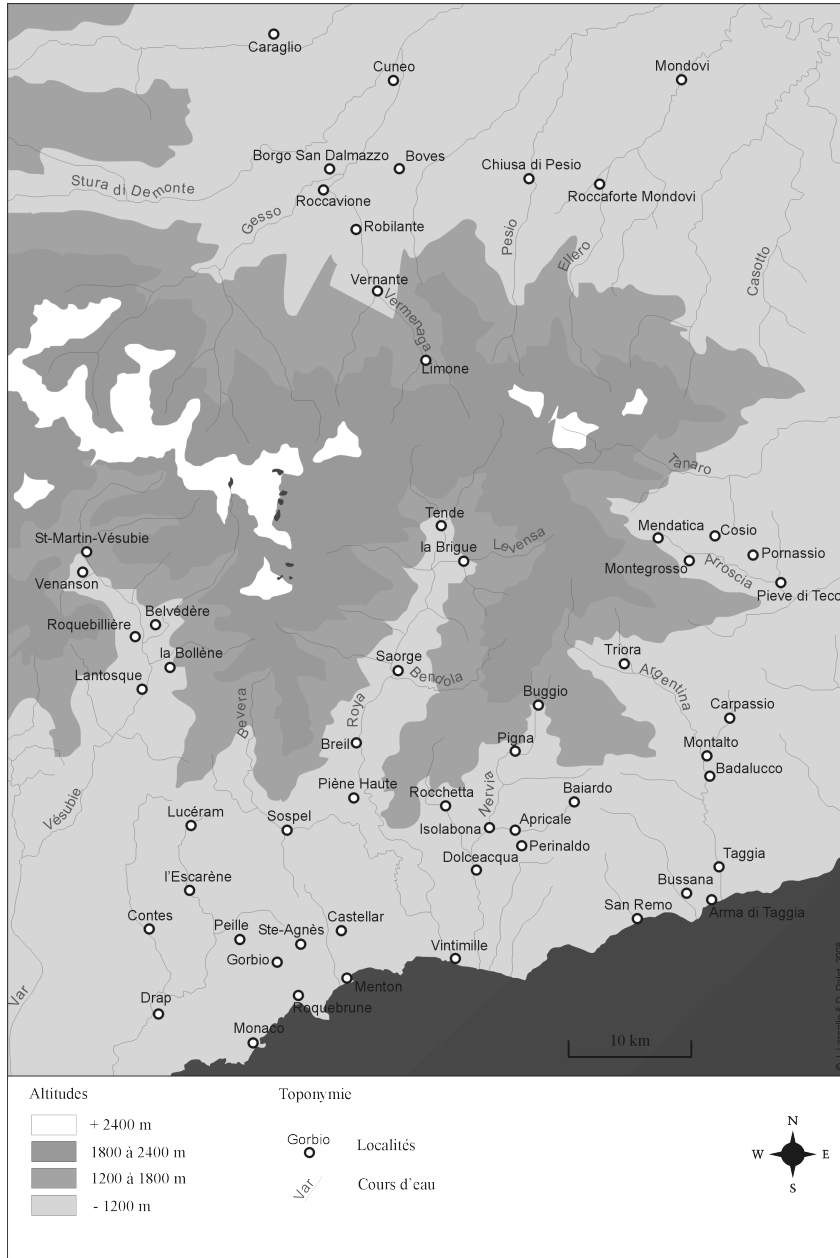 Caraglio
Cuneo
Mondovi
Borgo San Dalmazzo
Boves
Chiusa di Pesio
Stura di Demonte
Roccavione
Roccaforte Mondovi
Gesso
Robilante
Pesio
Ellero
Casotto
Vernante
Vermenaga
Limone
Tanaro
Tende
St-Martin-Vésubie
la Brigue
Levensa
Mendatica
Cosio
Pornassio
Venanson
Montegrosso
Arroscia
Pieve di Teco
Belvédère
Roquebillière
la Bollène
Saorge
Triora
Lantosque
Bendola
Argentina
Bevera
Roya
Buggio
Carpassio
Breil
Pigna
Montalto
Badalucco
Vésubie
Piène Haute
Rocchetta
Nervia
Baiardo
Lucéram
Sospel
Isolabona
Apricale
Perinaldo
Dolceacqua
Taggia
l'Escarène
Bussana
Contes
Peille
Ste-Agnès
Castellar
San Remo
Arma di Taggia
Gorbio
Vintimille
Var
Menton
Drap
Roquebrune
Monaco
10 km
Altitudes
+ 2400 m
1800 à 2400 m
1200 à 1800 m
- 1200 m
Toponymie
Gorbio
Localités
Var
Cours d'eau
N
W E
S